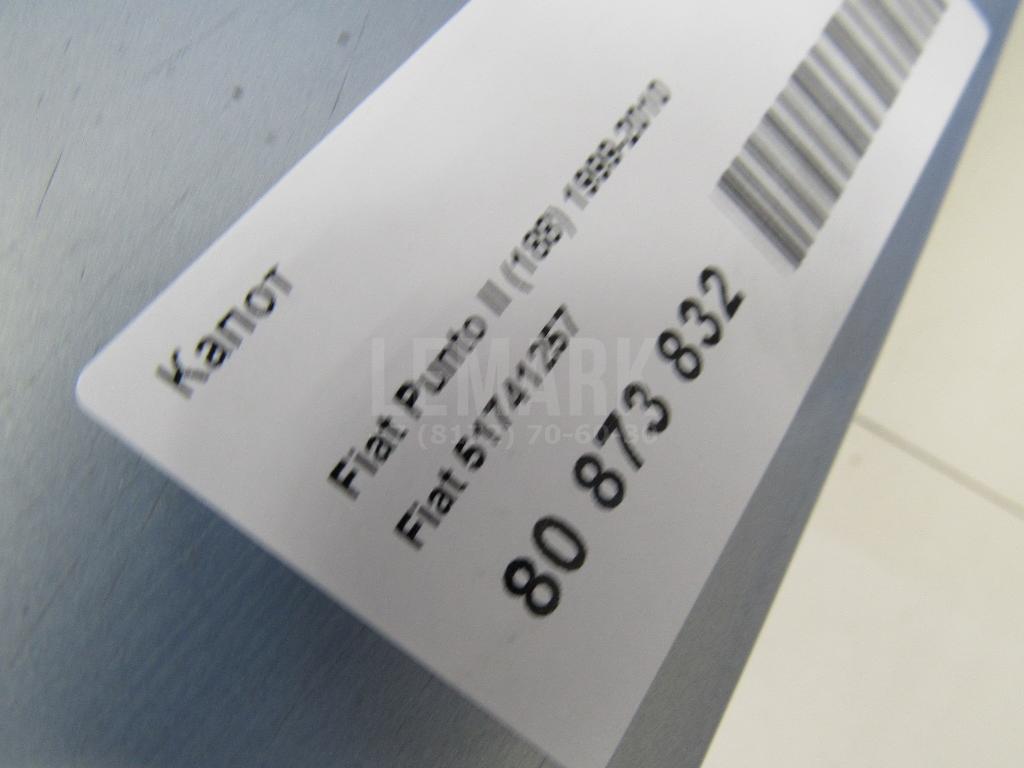 Капот
Fiat Punto II (188) 1999-2010
Fiat 51741257
80 873 832
LEMARK